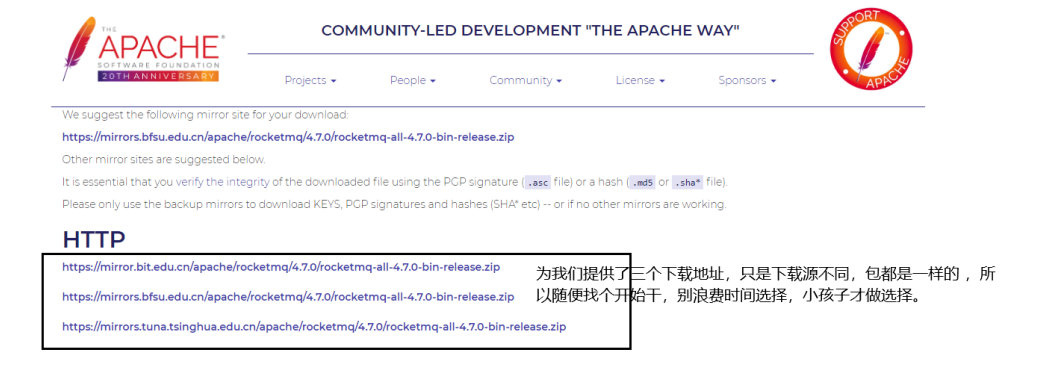 THE
APACHE®
SOFTWARE FOUNDATION
20TH ANNIVERSARY
COMMUNITY-LED DEVELOPMENT "THE APACHE WAY"
SUPPORT
APACHE
Projects People Community License Sponsors
We suggest the following mirror site for your download:
https://mirrors.bfsu.edu.cn/apache/rocketmq/4.7.0/rocketmq-all-4.7.0-bin-release.zip
Other mirror sites are suggested below.
It is essential that you verify the integrity of the downloaded file using the PGP signature ( .asc file) or a hash ( .md5 or .sha* file).
Please only use the backup mirrors to download KEYS, PGP signatures and hashes (SHA* etc) -- or if no other mirrors are working.
HTTP
https://mirror.bit.edu.cn/apache/rocketmq/4.7.0/rocketmq-all-4.7.0-bin-release.zip
https://mirrors.bfsu.edu.cn/apache/rocketmq/4.7.0/rocketmq-all-4.7.0-bin-release.zip
https://mirrors.tuna.tsinghua.edu.cn/apache/rocketmq/4.7.0/rocketmq-all-4.7.0-bin-release.zip
为我们提供了三个下载地址，只是下载源不同，包都是一样的 ，所
以随便找个开始干，别浪费时间选择，小孩子才做选择。